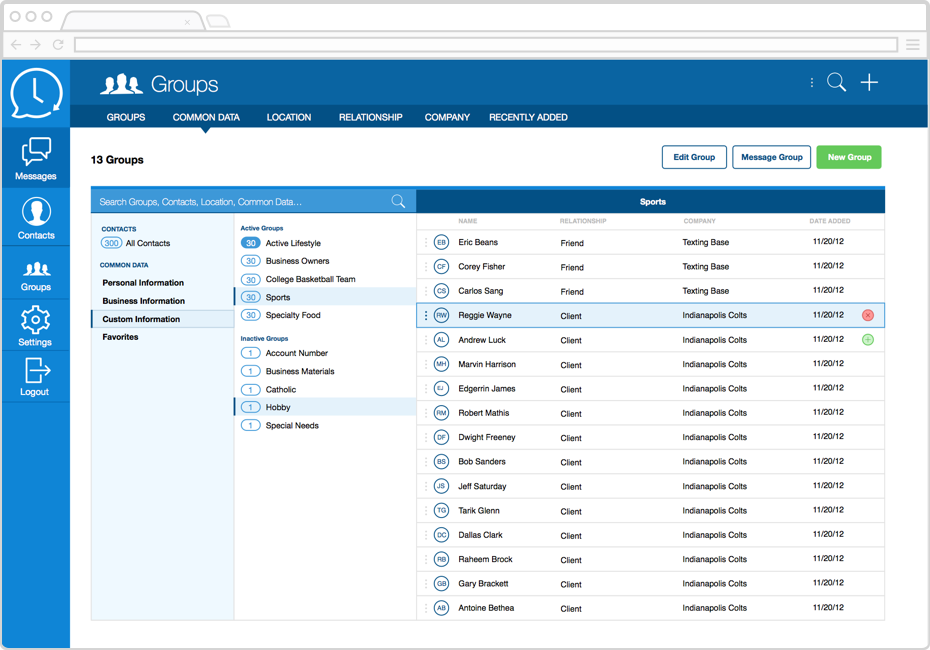 Groups
GROUPS COMMON DATA LOCATION RELATIONSHIP COMPANY RECENTLY ADDED
Messages
Contacts
Groups
Settings
Logout
13 Groups
Edit Group Message Group New Group
Search Groups, Contacts, Location, Common Data...
CONTACTS
300 All Contacts
COMMON DATA
Personal Information
Business Information
Custom Information
Favorites
Active Groups
30 Active Lifestyle
30 Business Owners
30 College Basketball Team
30 Sports
30 Specialty Food
Inactive Groups
1 Account Number
1 Business Materials
1 Catholic
1 Hobby
1 Special Needs
Sports
NAME RELATIONSHIP COMPANY DATE ADDED
EB Eric Beans Friend Texting Base 11/20/12
CF Corey Fisher Friend Texting Base 11/20/12
CS Carlos Sang Friend Texting Base 11/20/12
RW Reggie Wayne Client Indianapolis Colts 11/20/12
AL Andrew Luck Client Indianapolis Colts 11/20/12
MH Marvin Harrison Client Indianapolis Colts 11/20/12
EJ Edgerrin James Client Indianapolis Colts 11/20/12
RM Robert Mathis Client Indianapolis Colts 11/20/12
DF Dwight Freeney Client Indianapolis Colts 11/20/12
BS Bob Sanders Client Indianapolis Colts 11/20/12
JS Jeff Saturday Client Indianapolis Colts 11/20/12
TG Tarik Glenn Client Indianapolis Colts 11/20/12
DC Dallas Clark Client Indianapolis Colts 11/20/12
RB Raheem Brock Client Indianapolis Colts 11/20/12
GB Gary Brackett Client Indianapolis Colts 11/20/12
AB Antoine Bethea Client Indianapolis Colts 11/20/12